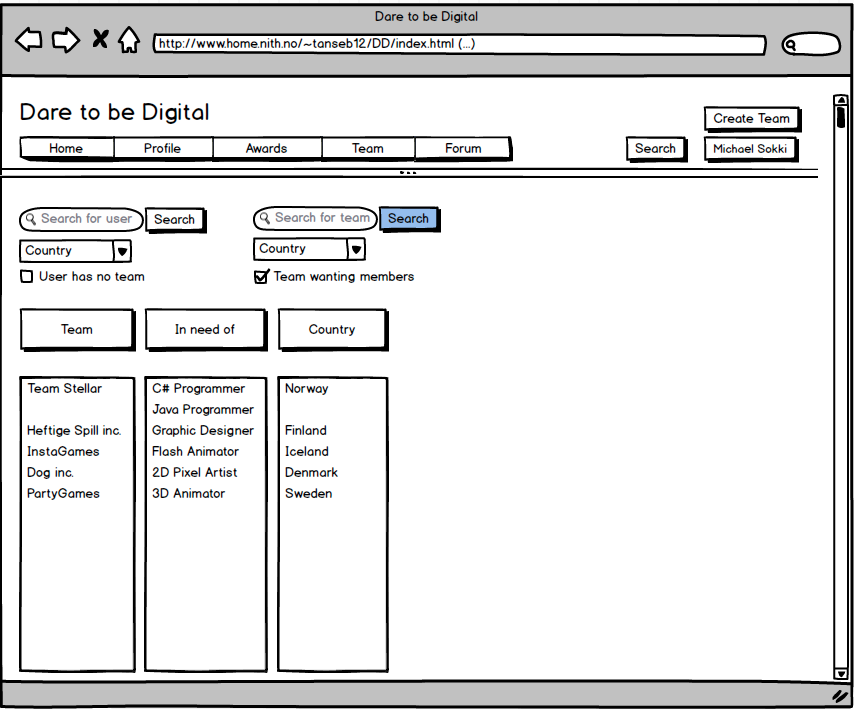 Dare to be Digital
http://www.home.nith.no/~tanseb12/DD/index.html (...)
Dare to be Digital
Create Team
Home Profile Awards Team Forum Search Michael Sokki
Search for user Search Search for team Search
Country Country
User has no team Team wanting members
Team In need of Country
Team Stellar C# Programmer Norway
Java Programmer
Heftige Spill inc. Graphic Designer Finland
InstaGames Flash Animator Iceland
Dog inc. 2D Pixel Artist Denmark
PartyGames 3D Animator Sweden